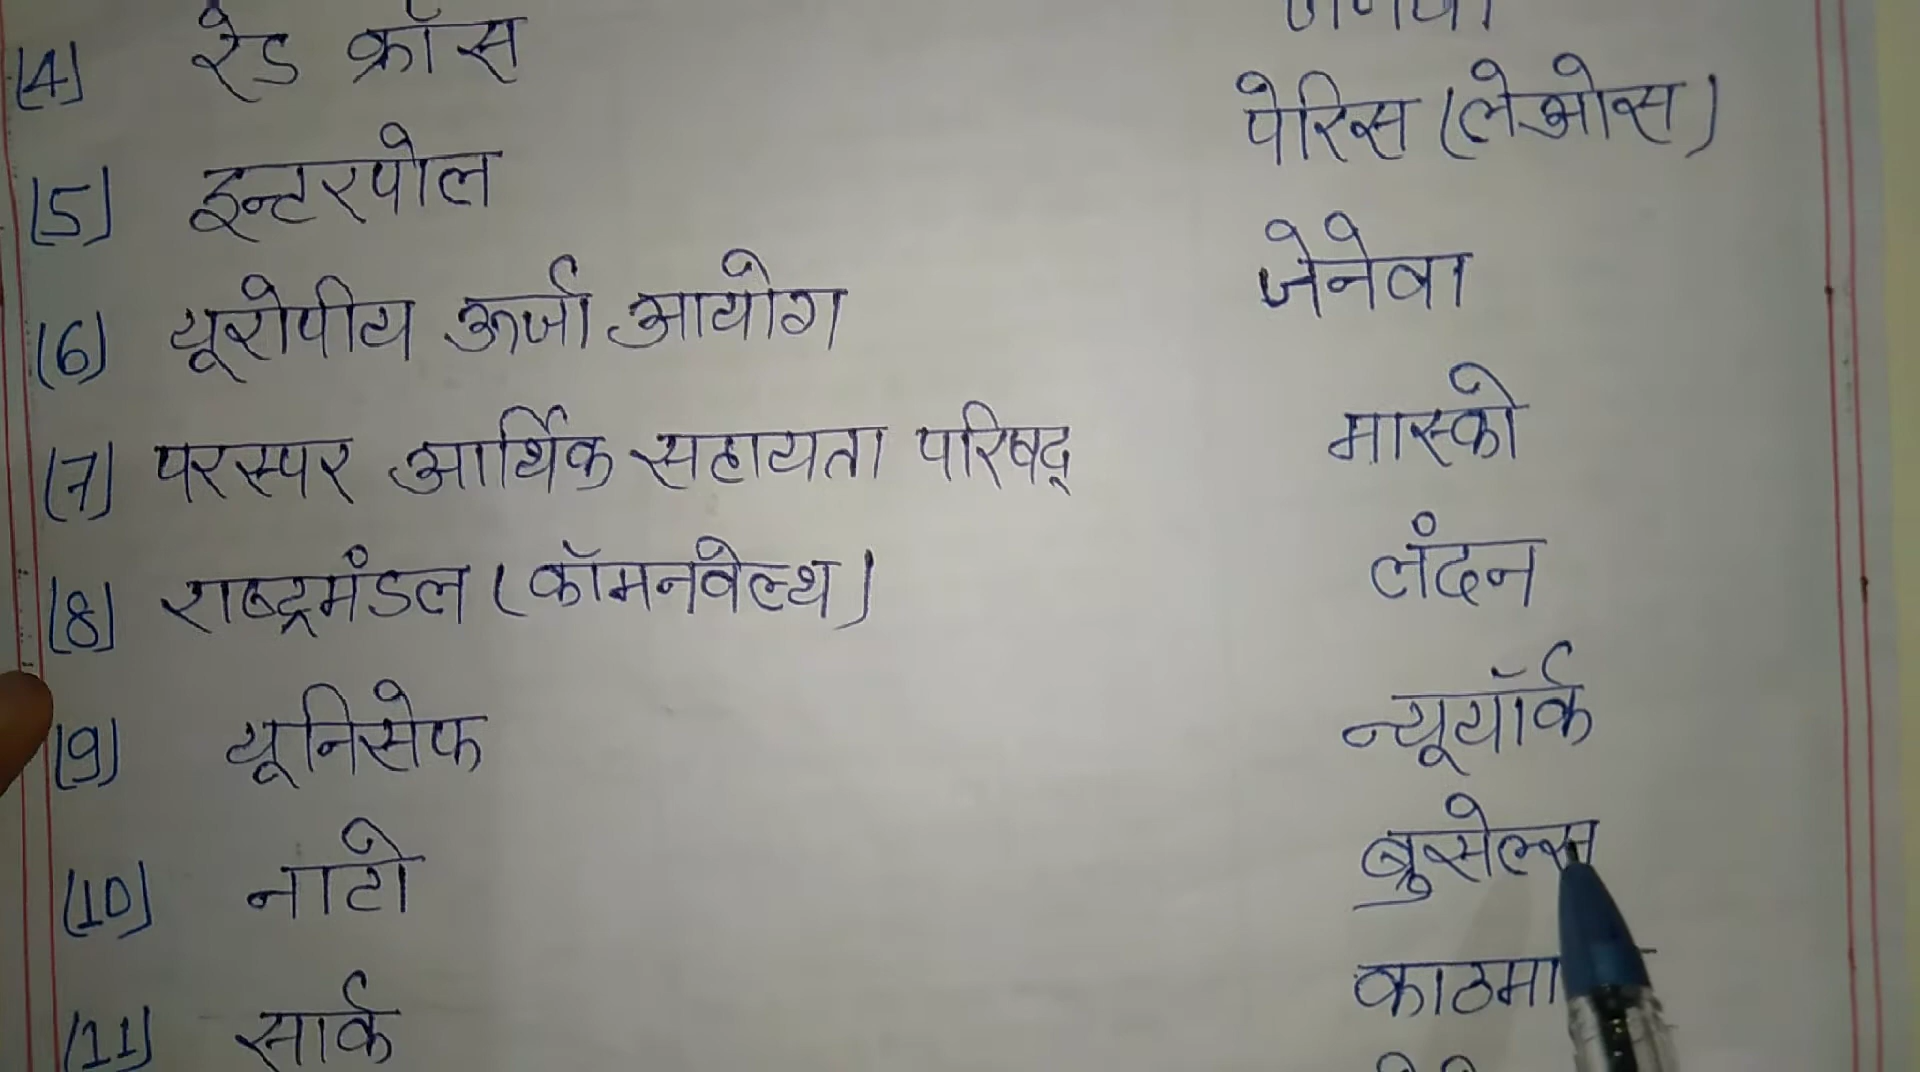 (4) रेड क्रॉस
पेरिस (लेओस)
(5) इन्टरपोल
जेनेवा
(6) यूरोपीय ऊर्जा आयोग
मास्को
(7) परस्पर आर्थिक सहायता परिषद्
लंदन
(8) राष्ट्रमंडल (कॉमनवेल्थ)
न्यूयॉर्क
(9) यूनिसेफ
ब्रुसेल्स
(10) नाटो
काठमा
(11) सार्क